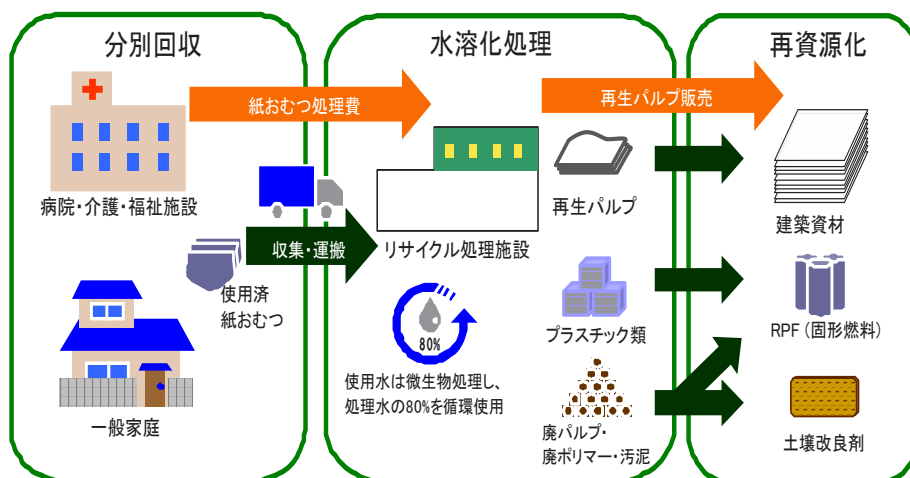 分別回収
水溶化処理
再資源化
紙おむつ処理費
再生パルプ販売
病院・介護・福祉施設
収集・運搬
使用済
紙おむつ
一般家庭
リサイクル処理施設
80%
使用水は微生物処理し、
処理水の80%を循環使用
再生パルプ
プラスチック類
廃パルプ・
廃ポリマー・汚泥
建築資材
RPF(固形燃料)
土壌改良剤